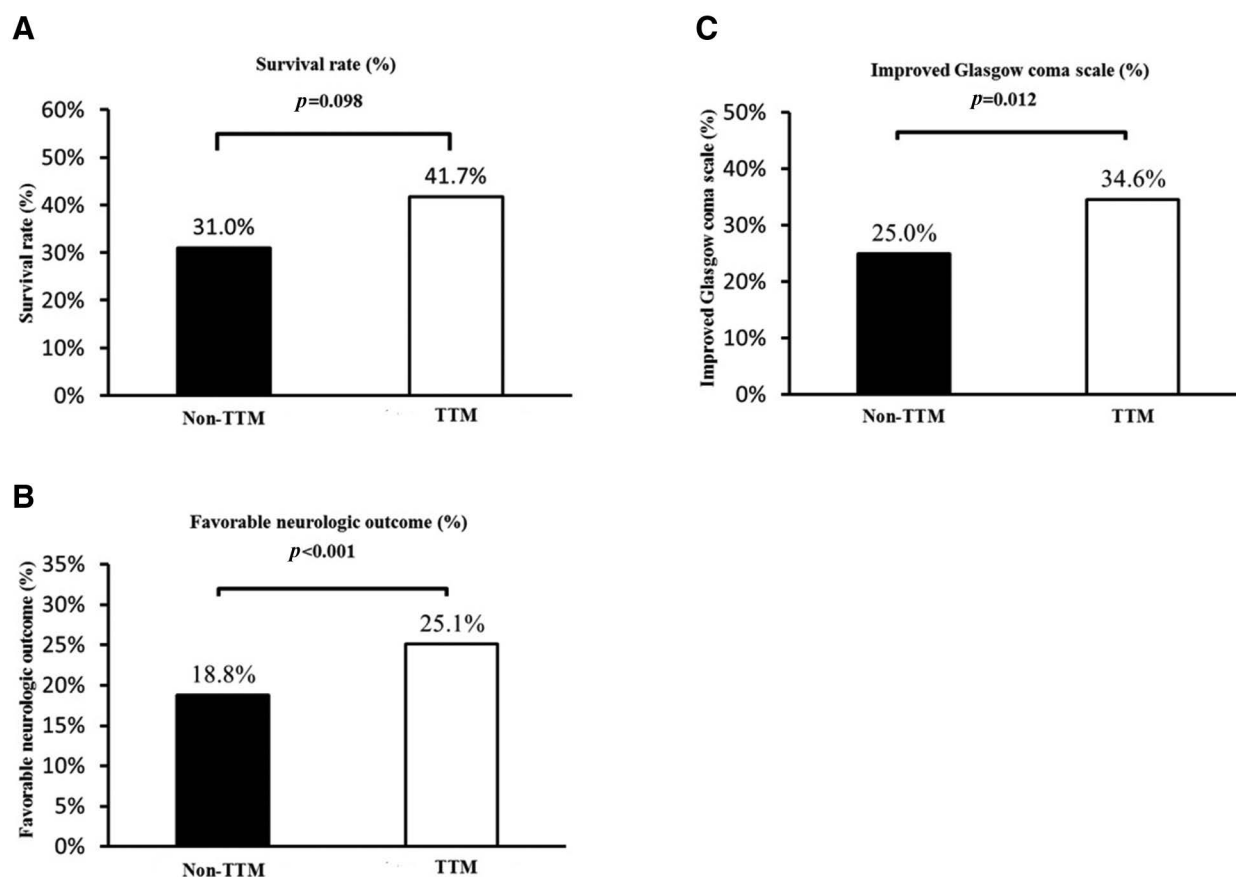 A
Survival rate (%)
p=0.098
Survival rate (%)
60%
50%
40%
30%
20%
10%
0%
31.0%
41.7%
Non-TTM
TTM
C
Improved Glasgow coma scale (%)
p=0.012
Improved Glasgow coma scale (%)
50%
40%
30%
20%
10%
0%
25.0%
34.6%
Non-TTM
TTM
B
Favorable neurologic outcome (%)
p<0.001
Favorable neurologic outcome (%)
35%
30%
25%
20%
15%
10%
5%
0%
18.8%
25.1%
Non-TTM
TTM